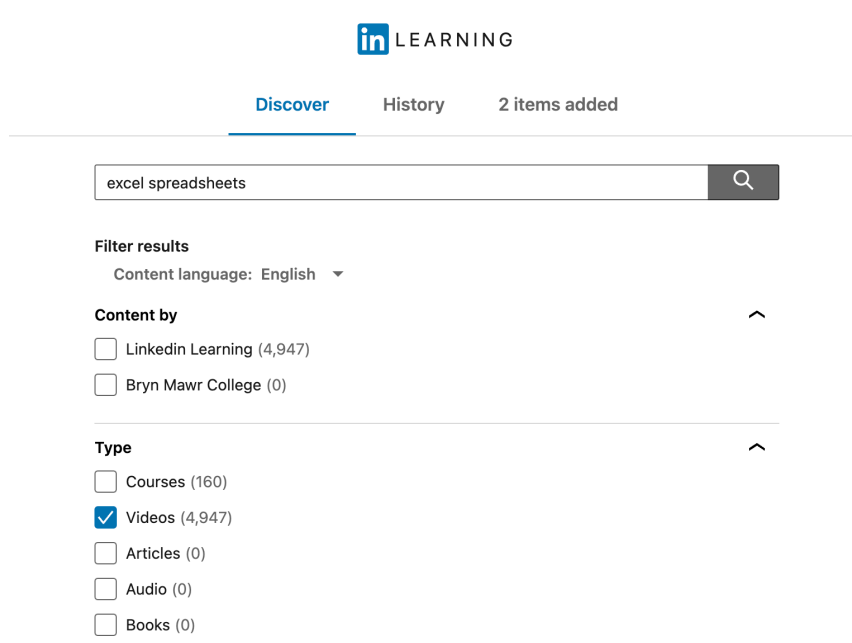 in LEARNING
Discover History 2 items added
excel spreadsheets
Filter results
Content language: English
Content by
Linkedin Learning (4,947)
Bryn Mawr College (0)
Type
Courses (160)
Videos (4,947)
Articles (0)
Audio (0)
Books (0)